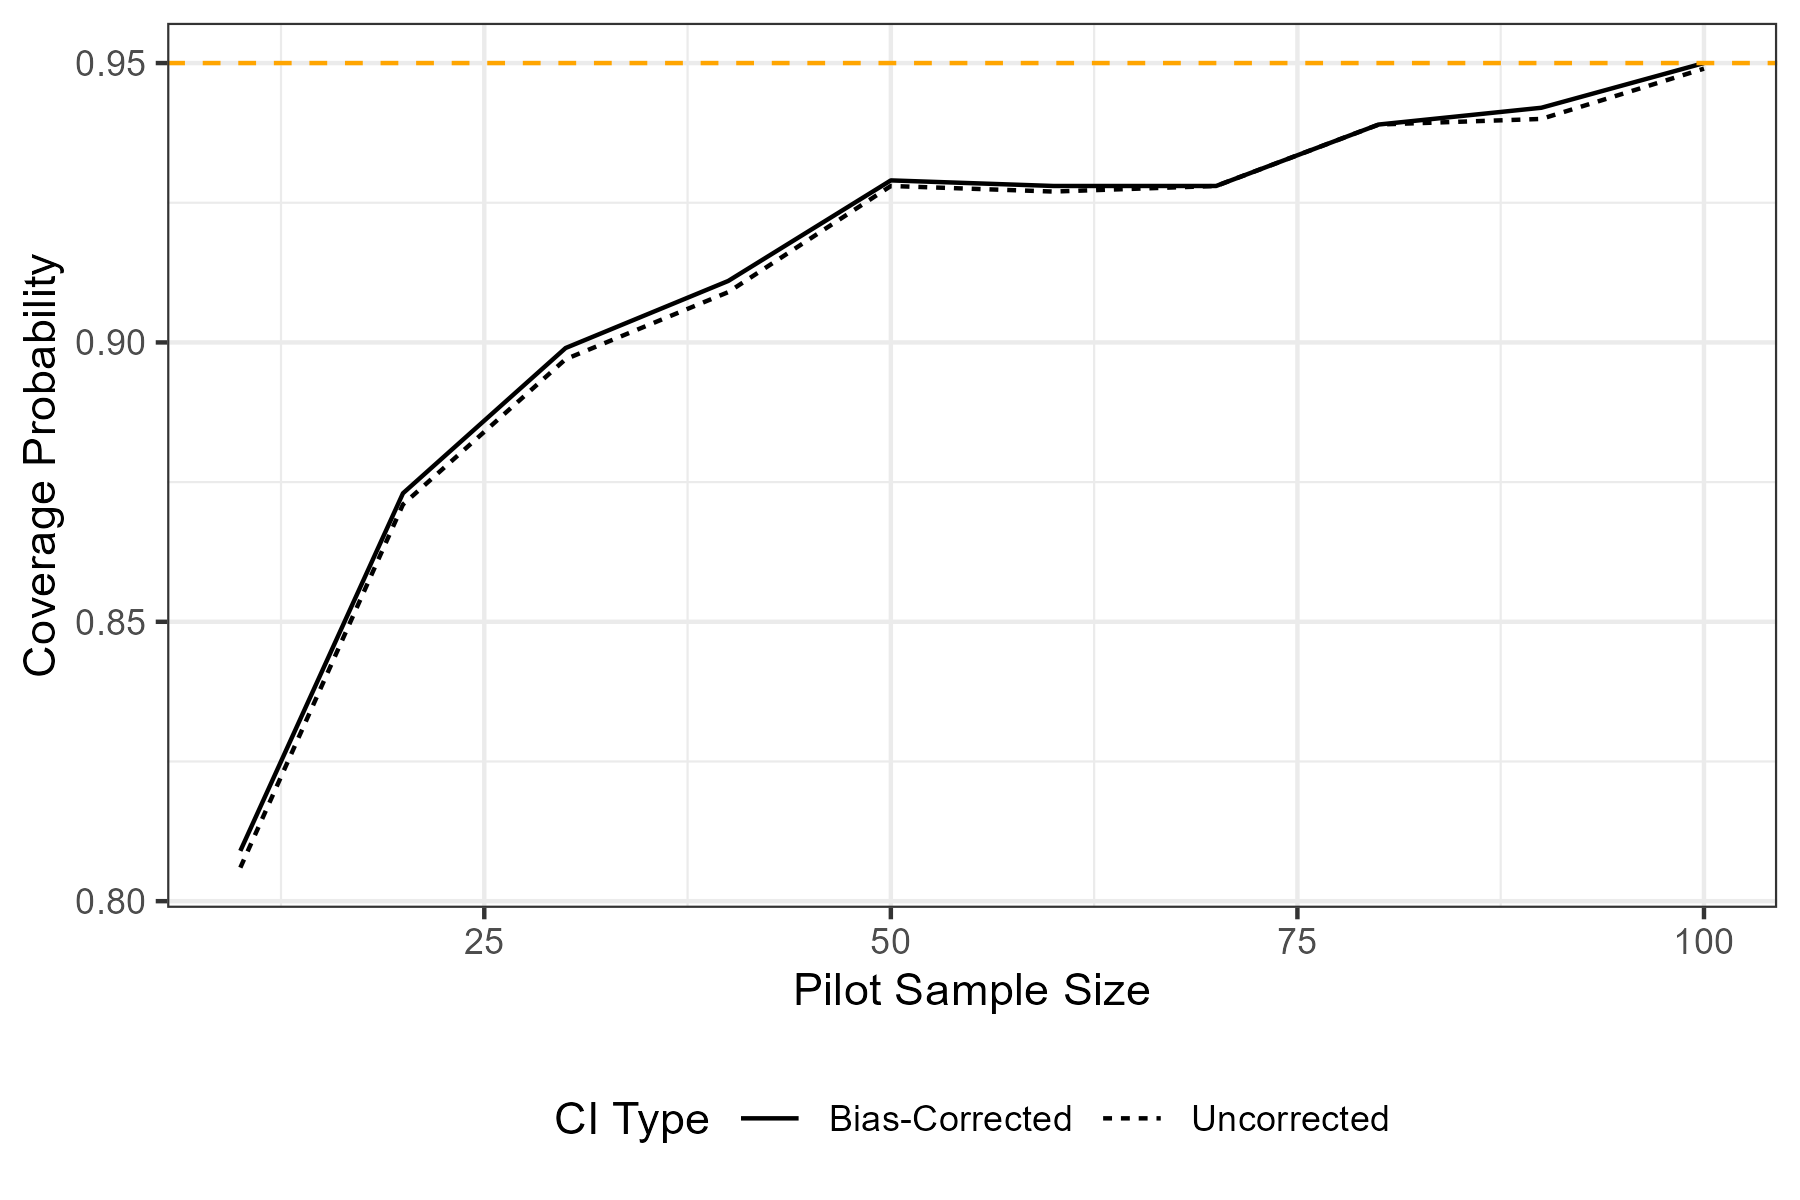 0.95
0.90
0.85
0.80
Coverage Probability
25 50 75 100
Pilot Sample Size
CI Type Bias-Corrected Uncorrected